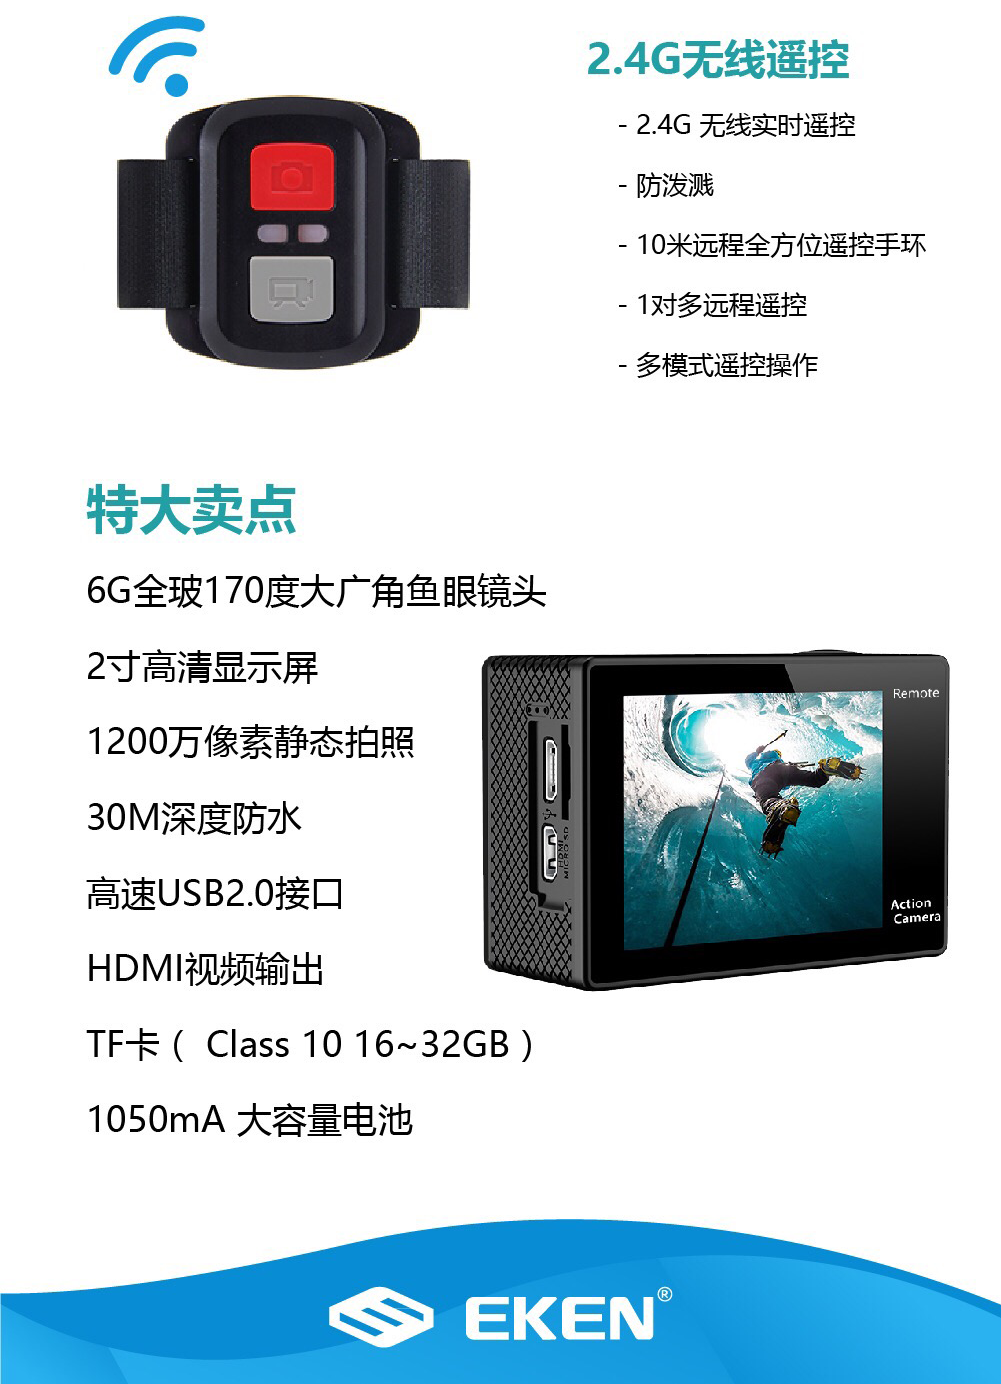 2.4G无线遥控
- 2.4G 无线实时遥控
- 防泼溅
- 10米远程全方位遥控手环
- 1对多远程遥控
- 多模式遥控操作
特大卖点
6G全玻170度大广角鱼眼镜头
2寸高清显示屏
1200万像素静态拍照
30M深度防水
高速USB2.0接口
HDMI视频输出
TF卡（ Class 10 16~32GB）
1050mA 大容量电池
Remote
HDMI
MICRO SD
Action
Camera
EKEN®